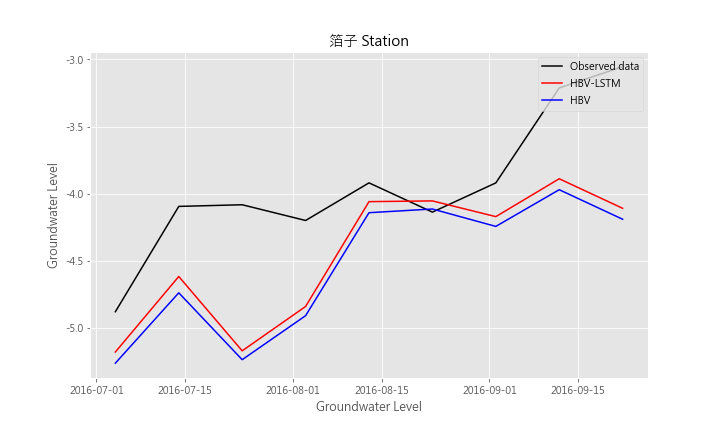 箔子 Station
Observed data
HBV-LSTM
HBV
-3.0
-3.5
-4.0
-4.5
-5.0
Groundwater Level
2016-07-01 2016-07-15 2016-08-01 2016-08-15 2016-09-01 2016-09-15
Groundwater Level